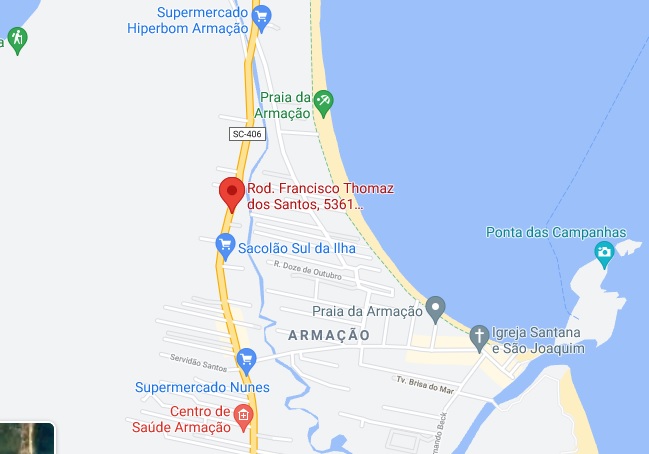 Supermercado
Hiperbom Armação
a
Praia da
Armação
SC-406
Rod. Francisco Thomaz
dos Santos, 5361...
Ponta das Campanhas
Sacolão Sul da Ilha
R. Doze de Outubro
Praia da Armação
ARMAÇÃO
Igreja Santana
e São Joaquim
Servidão Santos
Supermercado Nunes
Tv. Brisa do Mar
Centro de
Saúde Armação
mando Beck